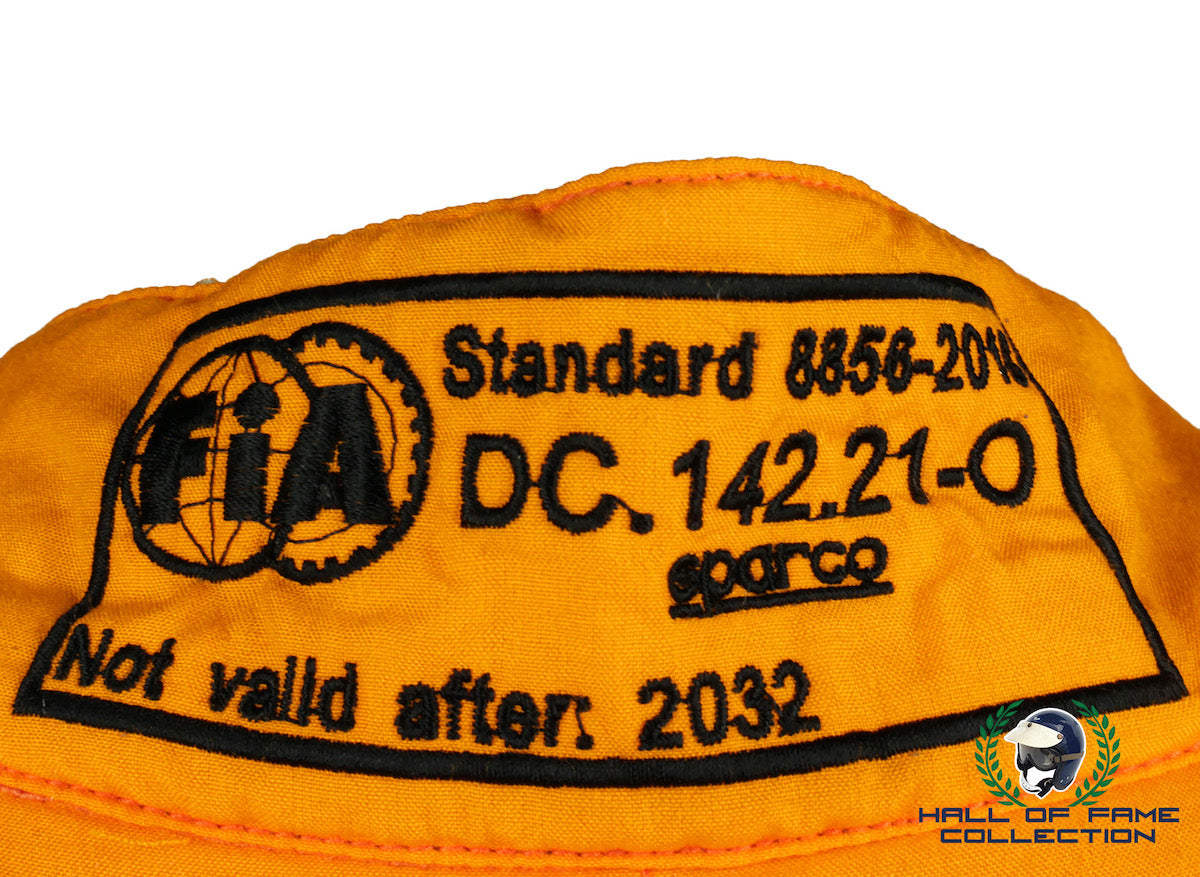 FiA
Standard 8856-2018
DC. 142..21-O
sparco
Not valid after: 2032
HALL OF FAME
COLLECTION